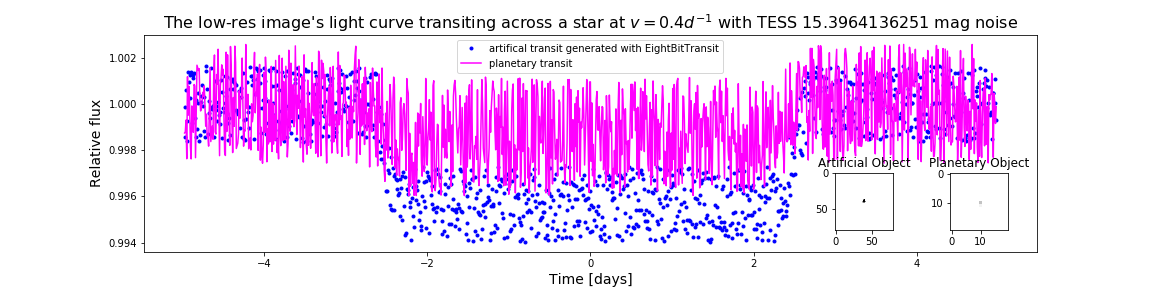 The low-res image's light curve transiting across a star at v = 0.4d⁻¹ with TESS 15.3964136251 mag noise
artifical transit generated with EightBitTransit
planetary transit
Relative flux
1.002
1.000
0.998
0.996
0.994
Artificial Object
0
50
0 50
Planetary Object
0
10
0 10
−4 −2 0 2 4
Time [days]